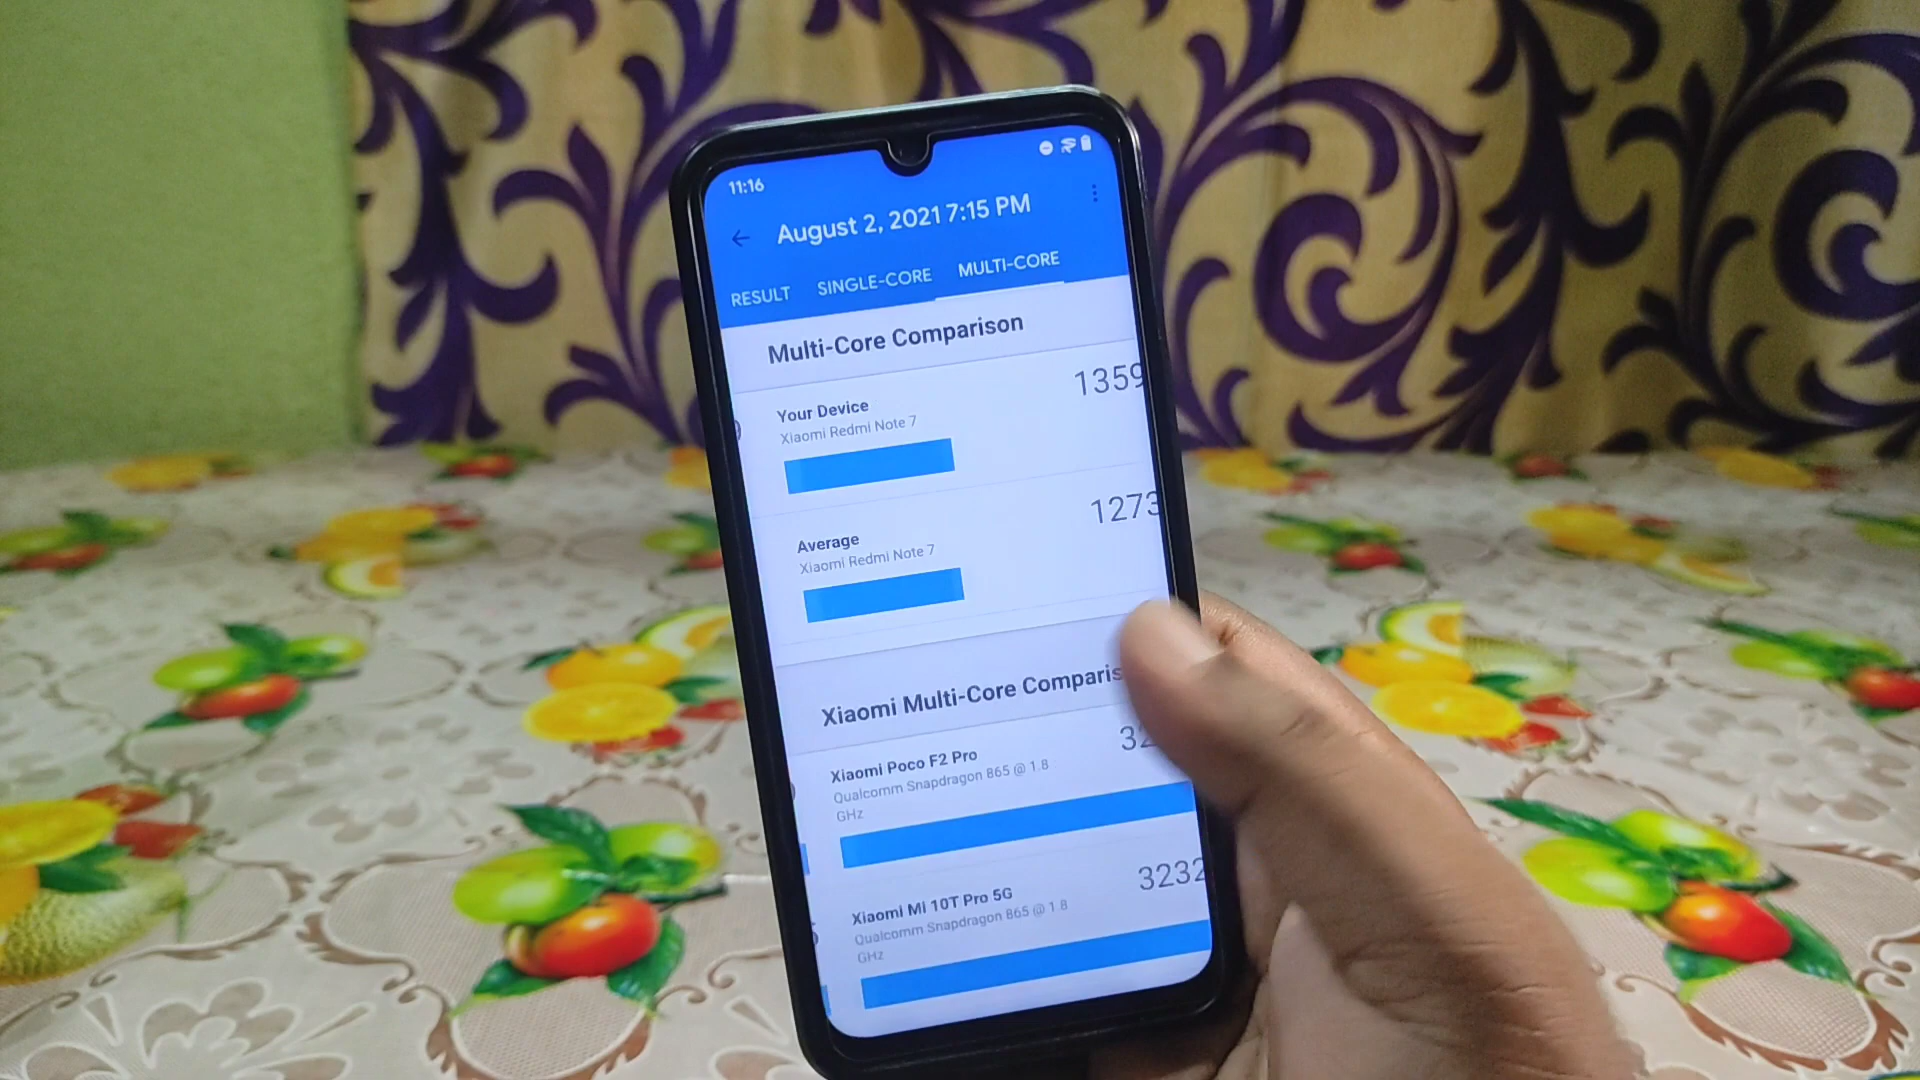 11:16
August 2, 2021 7:15 PM
RESULT SINGLE-CORE MULTI-CORE
Multi-Core Comparison
1359
Your Device
Xiaomi Redmi Note 7
1273
Average
Xiaomi Redmi Note 7
Xiaomi Multi-Core Comparis
Xiaomi Poco F2 Pro
Qualcomm Snapdragon 865 @ 1.8
GHz
3232
Xiaomi Mi 10T Pro 5G
Qualcomm Snapdragon 865 @ 1.8
GHz